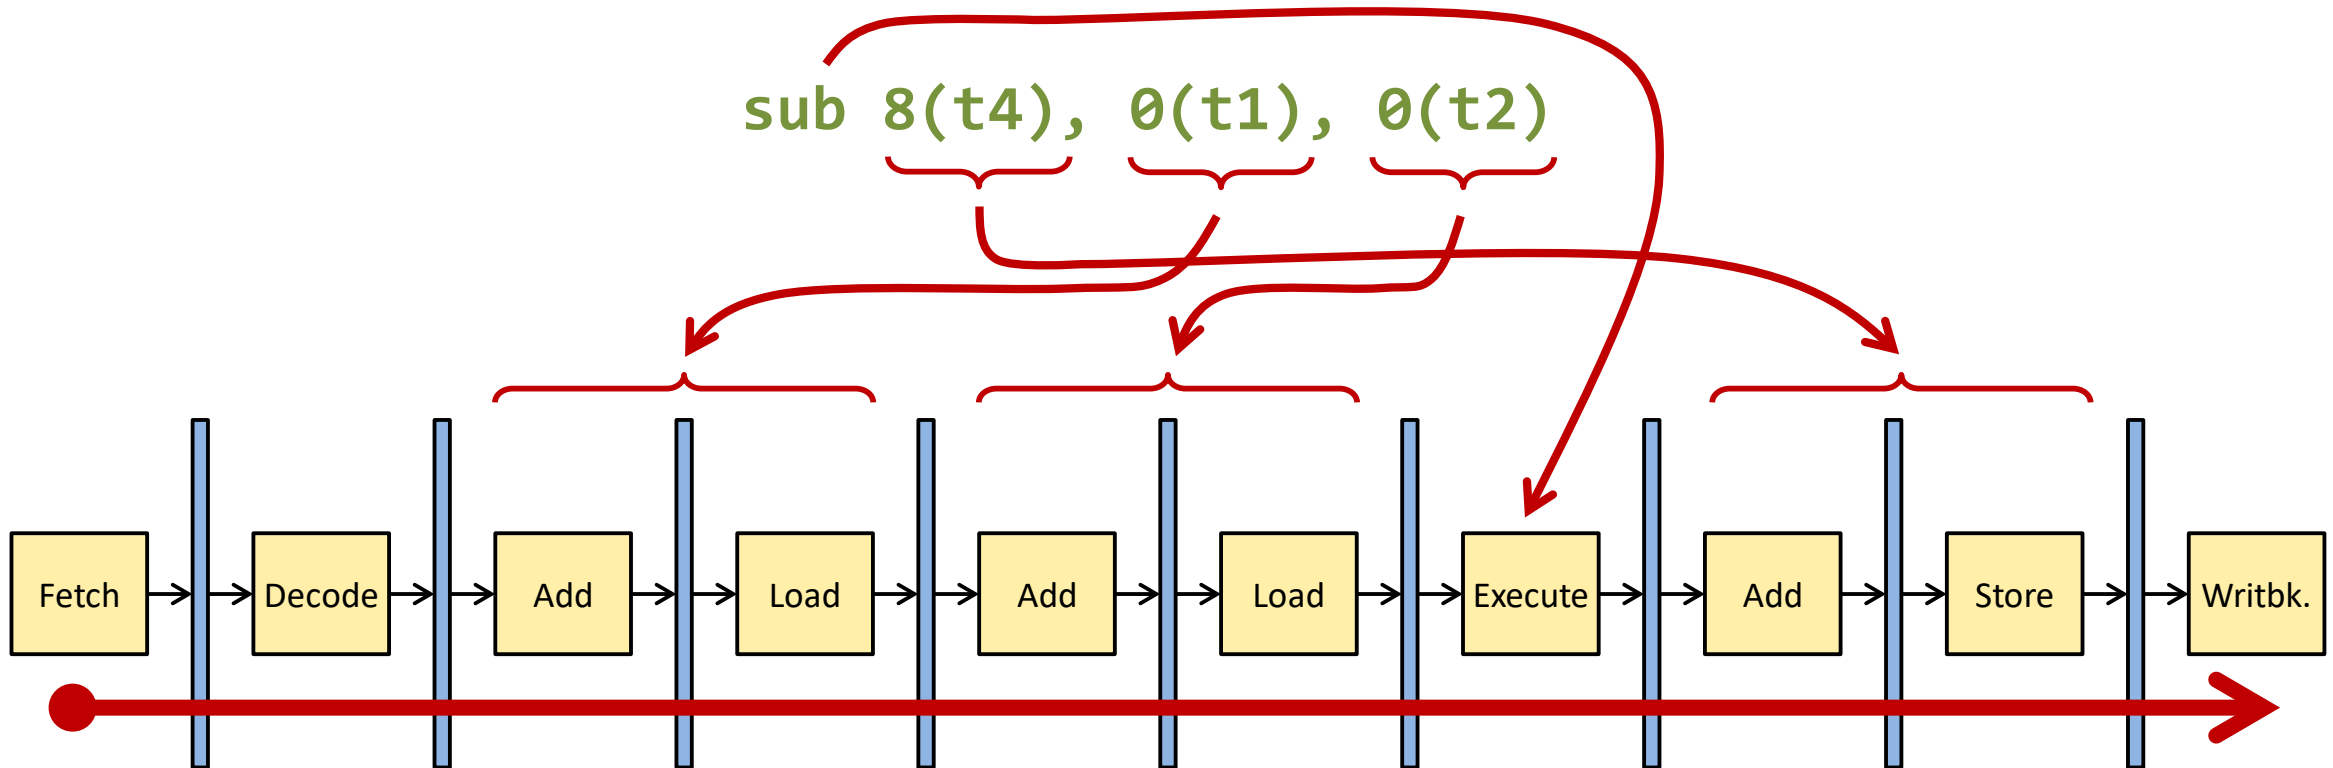 sub 8(t4), 0(t1), 0(t2)
Fetch Decode Add Load Add Load Execute Add Store Writbk.